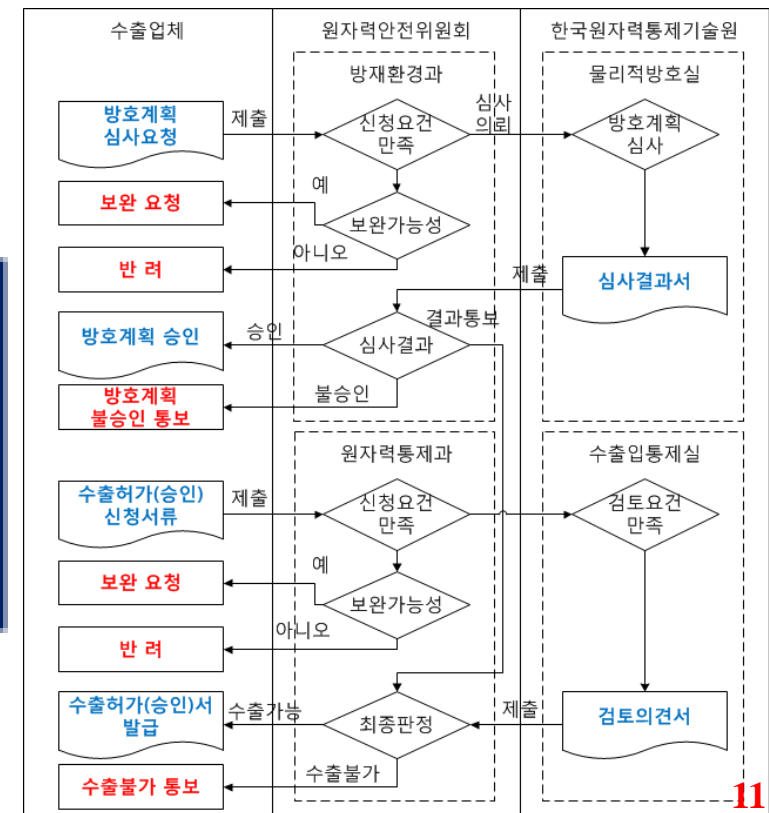 수출업체
원자력안전위원회
한국원자력통제기술원
방재환경과
물리적방호실
방호계획
심사요청
제출
신청요건
만족
심사
의뢰
방호계획
심사
보완 요청
예
보완가능성
반 려
아니오
제출
심사결과서
방호계획 승인
승인
심사결과
결과통보
방호계획
불승인 통보
불승인
원자력통제과
수출입통제실
수출허가(승인)
신청서류
제출
신청요건
만족
검토요건
만족
보완 요청
예
보완가능성
반 려
아니오
수출허가(승인)서
발급
수출가능
최종판정
제출
검토의견서
수출불가 통보
수출불가
11